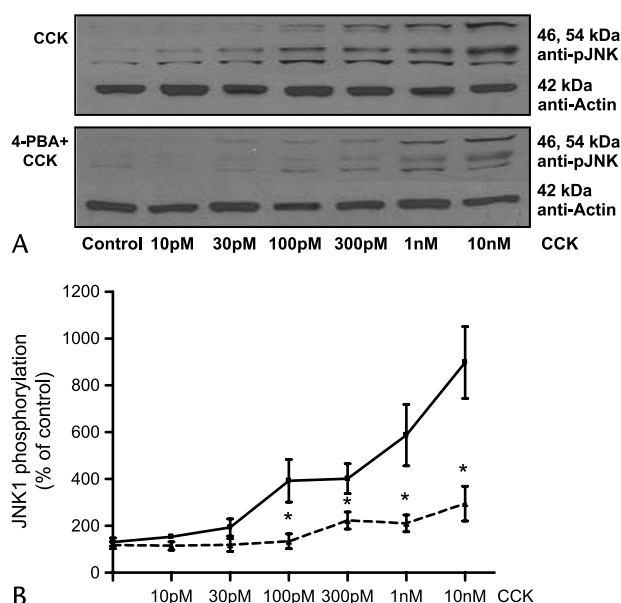 CCK
46, 54 kDa
anti-pJNK
42 kDa
anti-Actin
4-PBA+
CCK
46, 54 kDa
anti-pJNK
42 kDa
anti-Actin
A
Control 10pM 30pM 100pM 300pM 1nM 10nM CCK
JNK1 phosphorylation
(% of control)
1200
1000
800
600
400
200
0
* * * *
10pM 30pM 100pM 300pM 1nM 10nM CCK
B